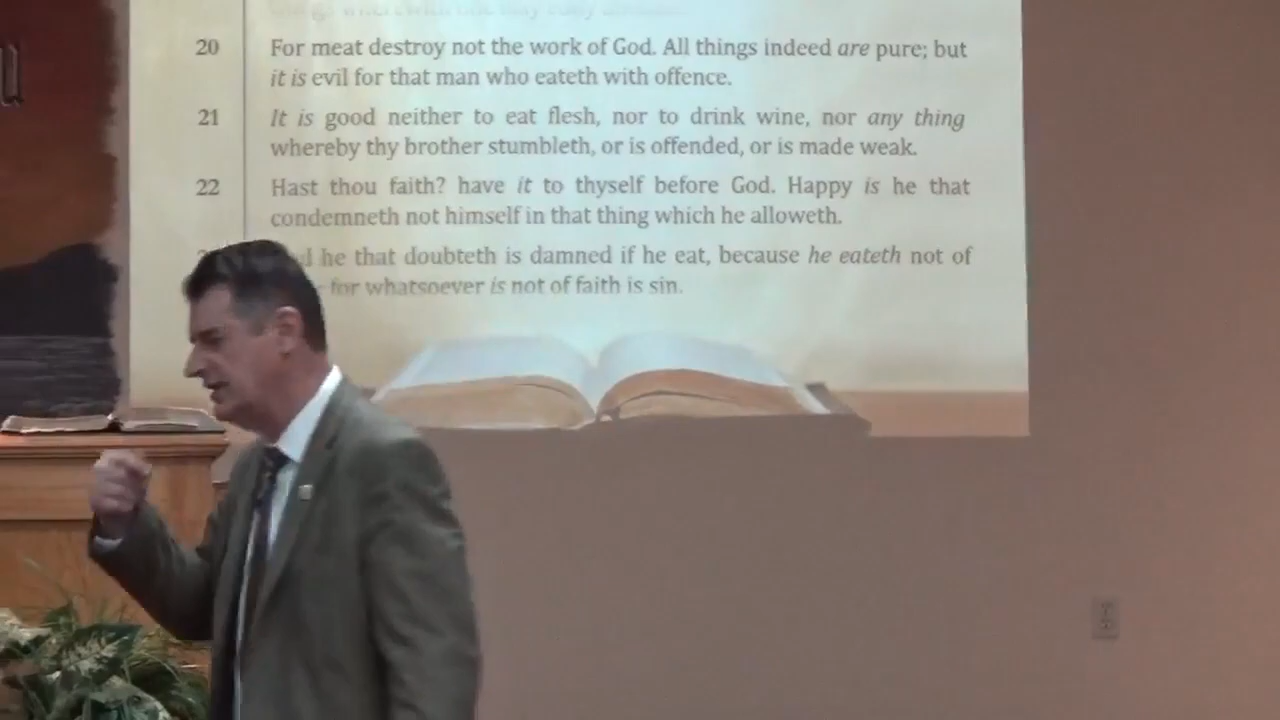 20 For meat destroy not the work of God. All things indeed are pure; but
it is evil for that man who eateth with offence.
21 It is good neither to eat flesh, nor to drink wine, nor any thing
whereby thy brother stumbleth, or is offended, or is made weak.
22 Hast thou faith? have it to thyself before God. Happy is he that
condemneth not himself in that thing which he alloweth.
he that doubteth is damned if he eat, because he eateth not of
for whatsoever is not of faith is sin.